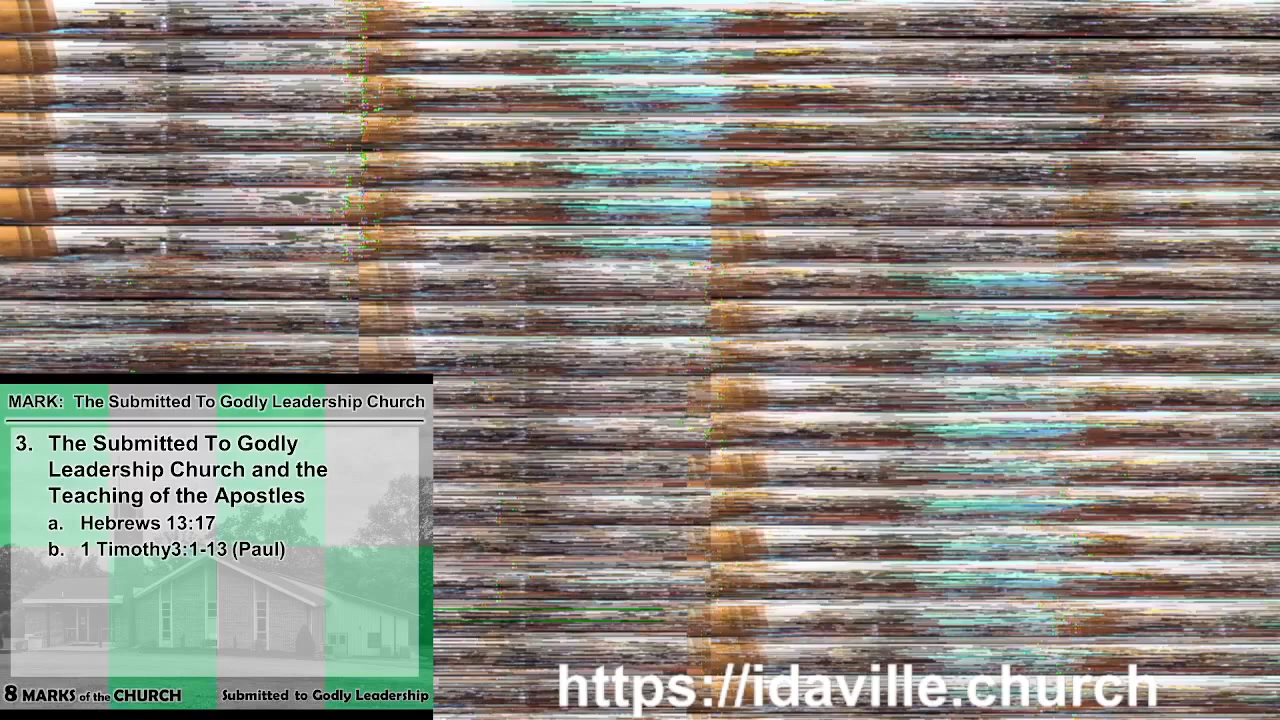 MARK: The Submitted To Godly Leadership Church
3. The Submitted To Godly
Leadership Church and the
Teaching of the Apostles
a. Hebrews 13:17
b. 1 Timothy3:1-13 (Paul)
8 MARKS of the CHURCH Submitted to Godly Leadership
https://idaville.church